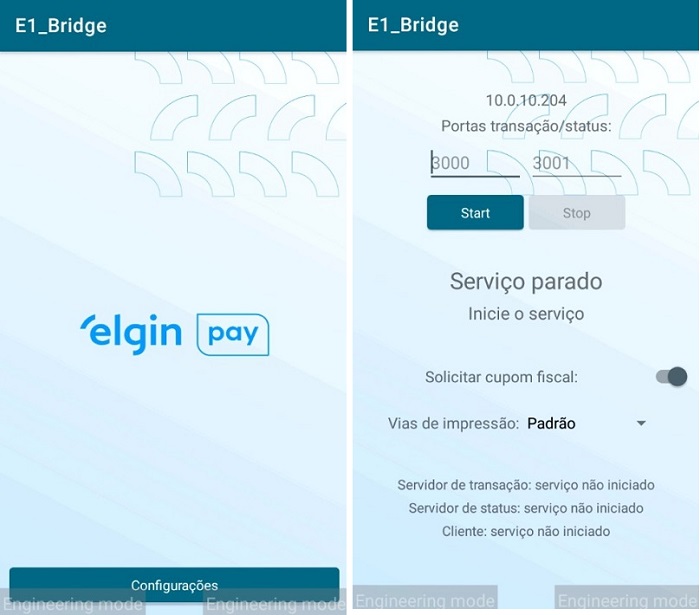 E1_Bridge
elgin pay
Configurações
Engineering mode
Engineering mode
E1_Bridge
10.0.10.204
Portas transação/status:
3000 3001
Start Stop
Serviço parado
Inicie o serviço
Solicitar cupom fiscal:
Vias de impressão: Padrão
Servidor de transação: serviço não iniciado
Servidor de status: serviço não iniciado
Cliente: serviço não iniciado
Engineering mode
Engineering mode